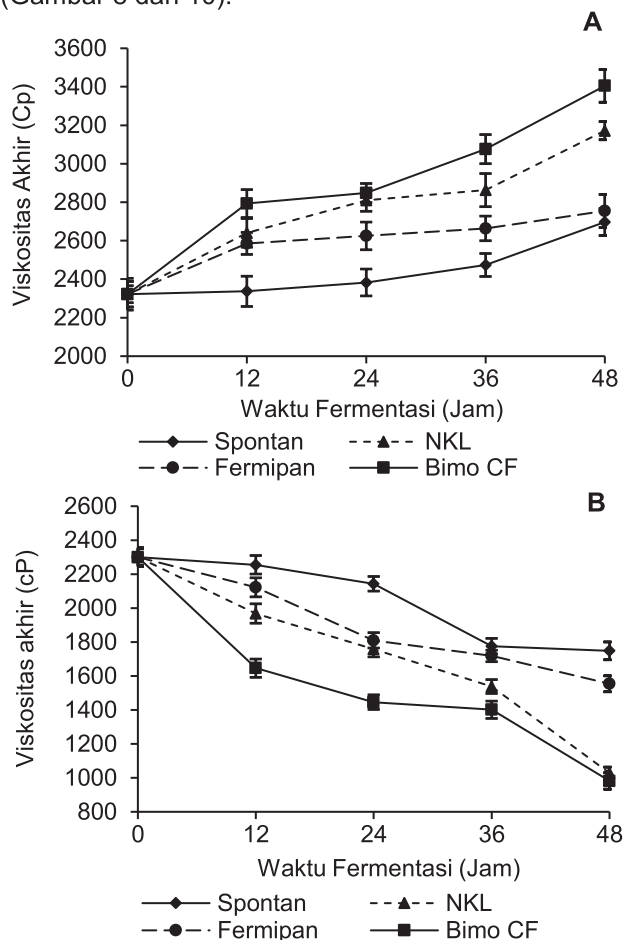 (Gambar dan
A
3600
3400
3200
3000
2800
2600
2400
2200
2000
Viskositas Akhir (Cp)
0 12 24 36 48
Waktu Fermentasi (Jam)
Spontan NKL
Fermipan Bimo CF
B
2600
2400
2200
2000
1800
1600
1400
1200
1000
800
Viskositas akhir (cP)
0 12 24 36 48
Waktu Fermentasi (Jam)
Spontan NKL
Fermipan Bimo CF